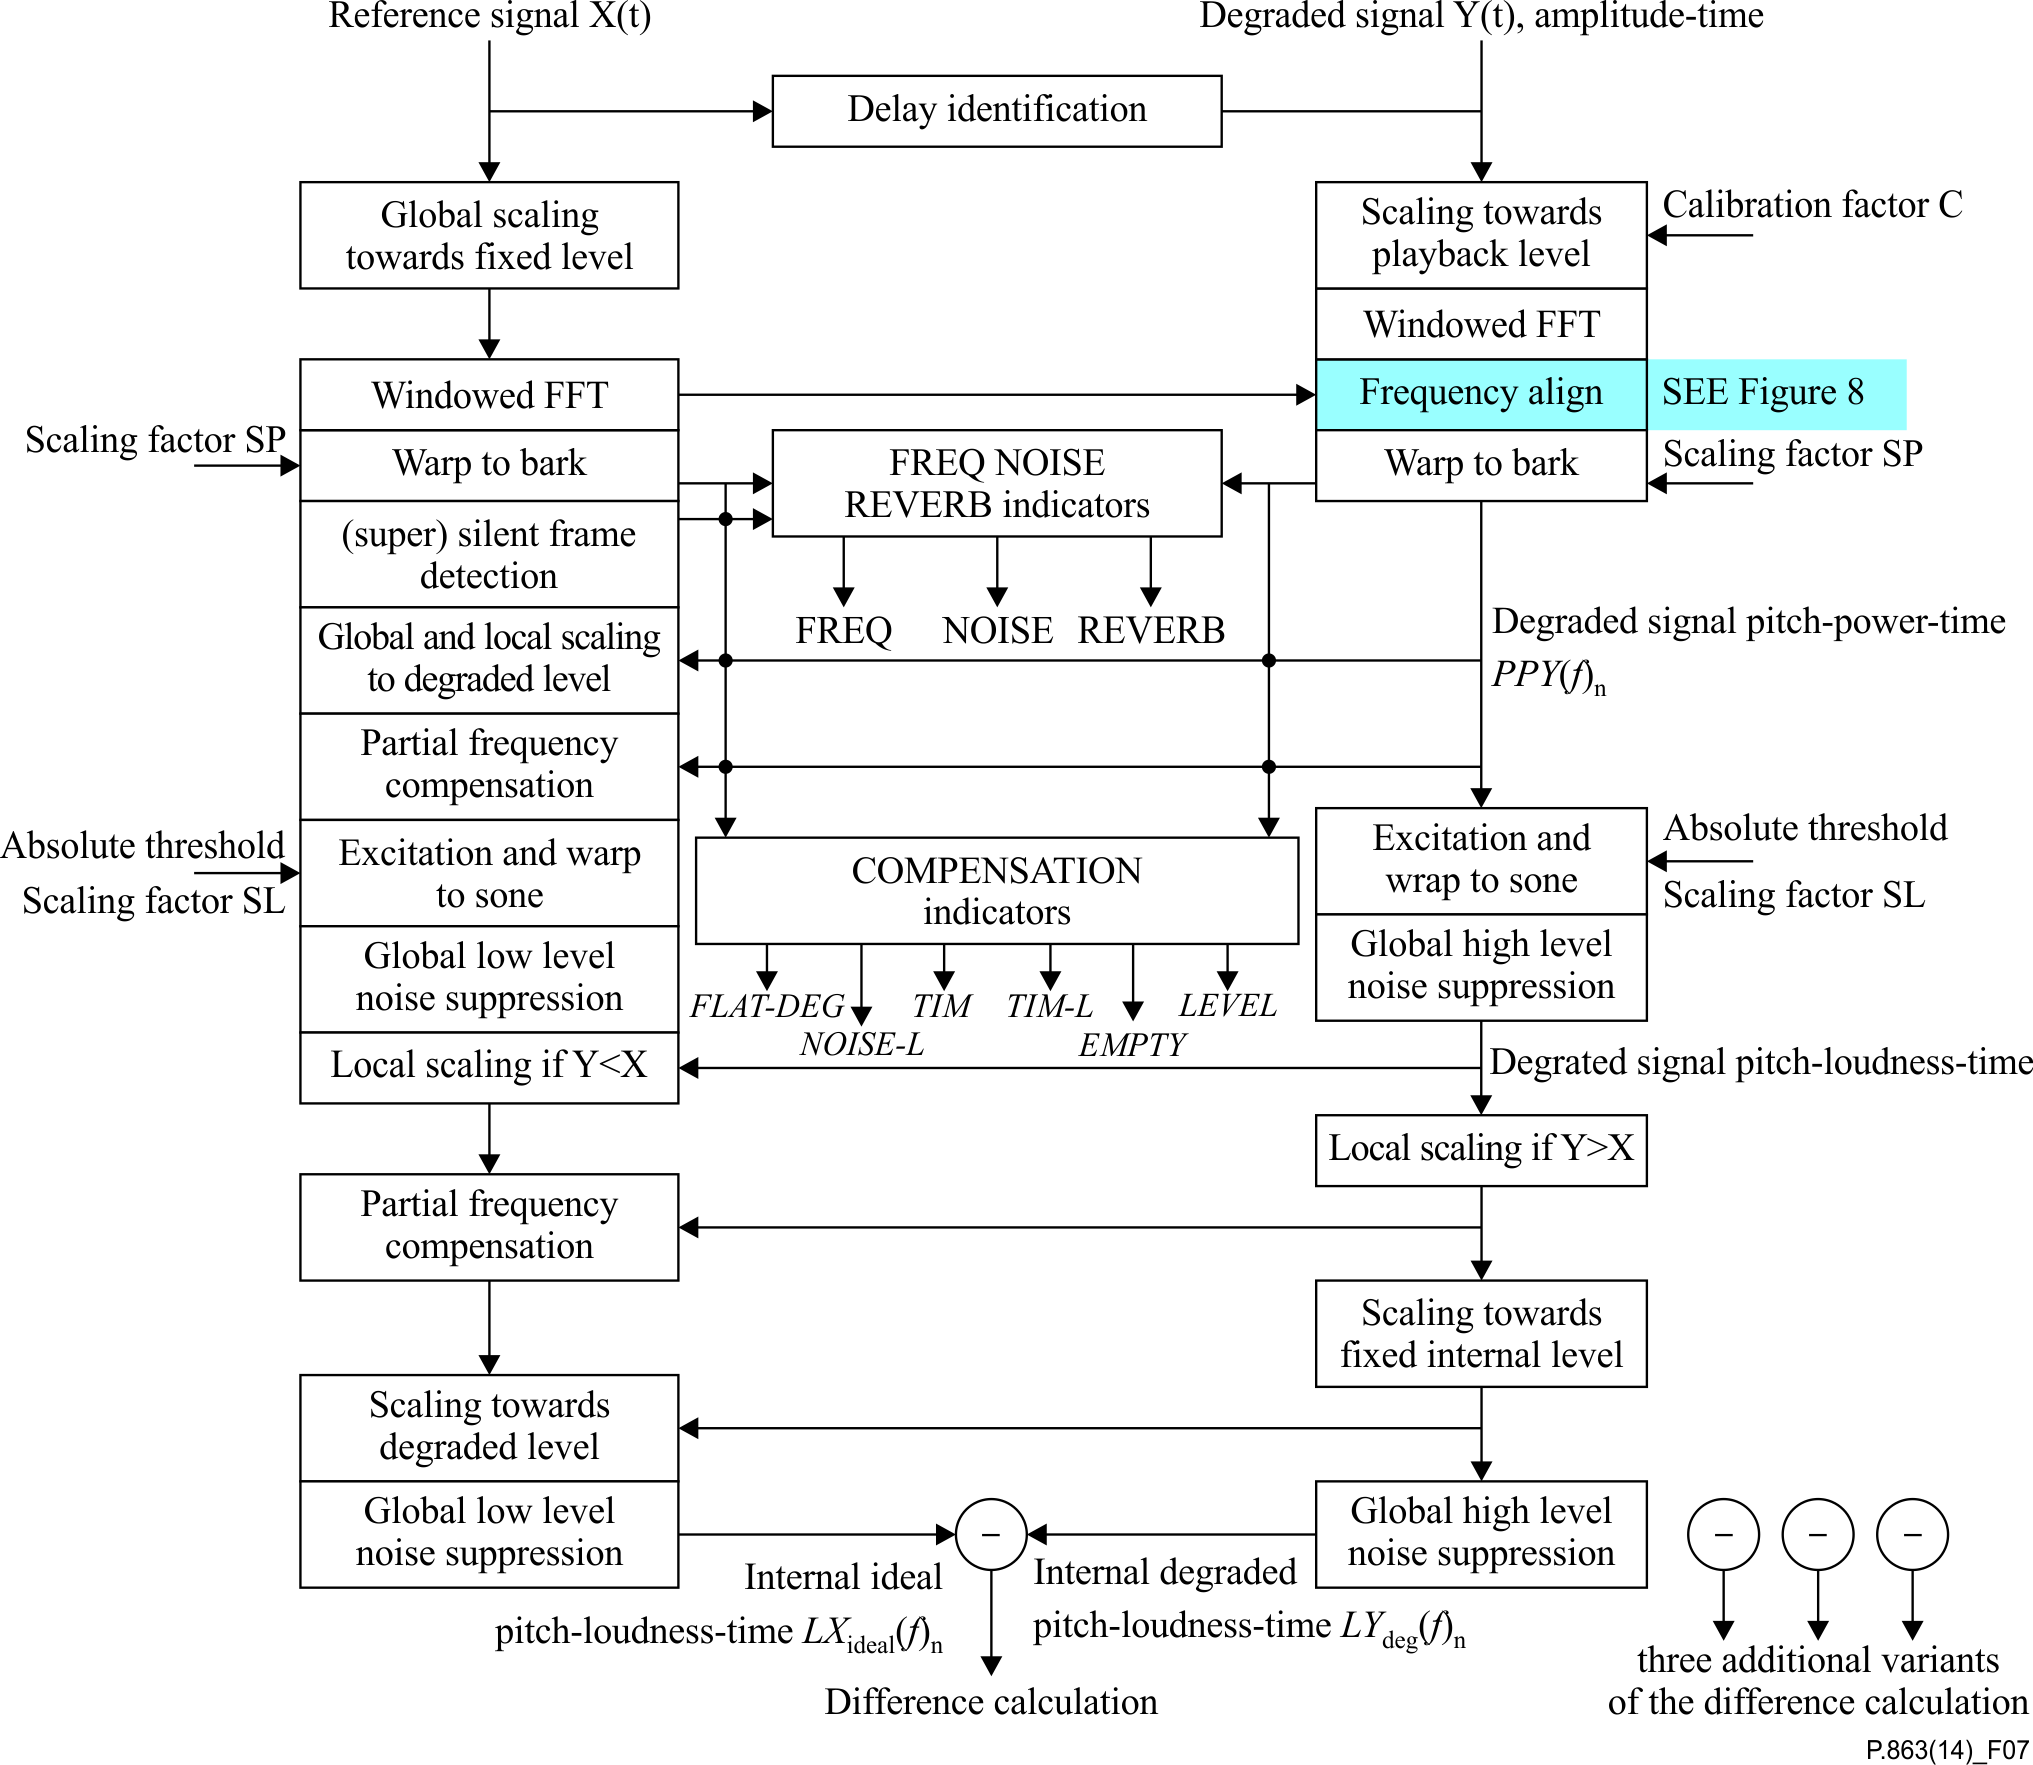 Reference signal X(t)
Degraded signal Y(t), amplitude-time
Delay identification
Global scaling
towards fixed level
Scaling towards
playback level
Calibration factor C
Windowed FFT
Windowed FFT
Frequency align
SEE Figure 8
Scaling factor SP
Warp to bark
FREQ NOISE
REVERB indicators
Warp to bark
Scaling factor SP
(super) silent frame
detection
FREQ
NOISE
REVERB
Global and local scaling
to degraded level
Degraded signal pitch-power-time
PPY(f)n
Partial frequency
compensation
Absolute threshold
Scaling factor SL
Excitation and warp
to sone
COMPENSATION
indicators
Excitation and
wrap to sone
Absolute threshold
Scaling factor SL
Global low level
noise suppression
FLAT-DEG
NOISE-L
TIM
TIM-L
EMPTY
LEVEL
Global high level
noise suppression
Local scaling if Y<X
Degrated signal pitch-loudness-time
Local scaling if Y>X
Partial frequency
compensation
Scaling towards
fixed internal level
Scaling towards
degraded level
Global low level
noise suppression
–
Global high level
noise suppression
–
–
–
Internal ideal
pitch-loudness-time LXideal(f)n
Internal degraded
pitch-loudness-time LYdeg(f)n
Difference calculation
three additional variants
of the difference calculation
P.863(14)_F07